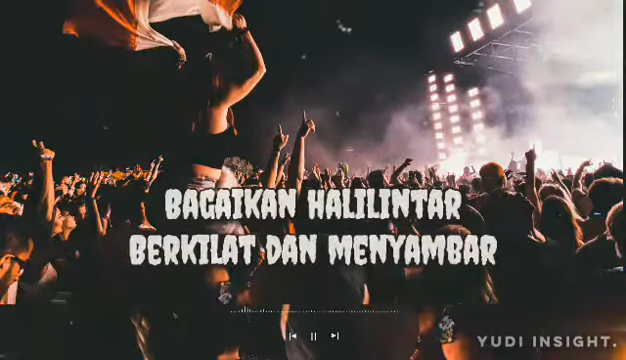 BAGAIKAN HALILINTAR
BERKILAT DAN MENYAMBAR
YUDI INSIGHT.